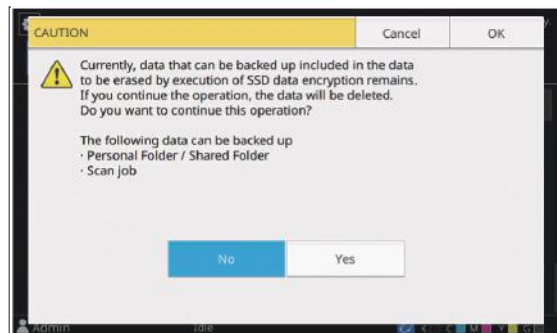 CAUTION
Cancel
OK
Currently, data that can be backed up included in the data
to be erased by execution of SSD data encryption remains.
If you continue the operation, the data will be deleted.
Do you want to continue this operation?
The following data can be backed up
· Personal Folder / Shared Folder
· Scan job
No
Yes
Admin
Idle
K
C
M
Y
G